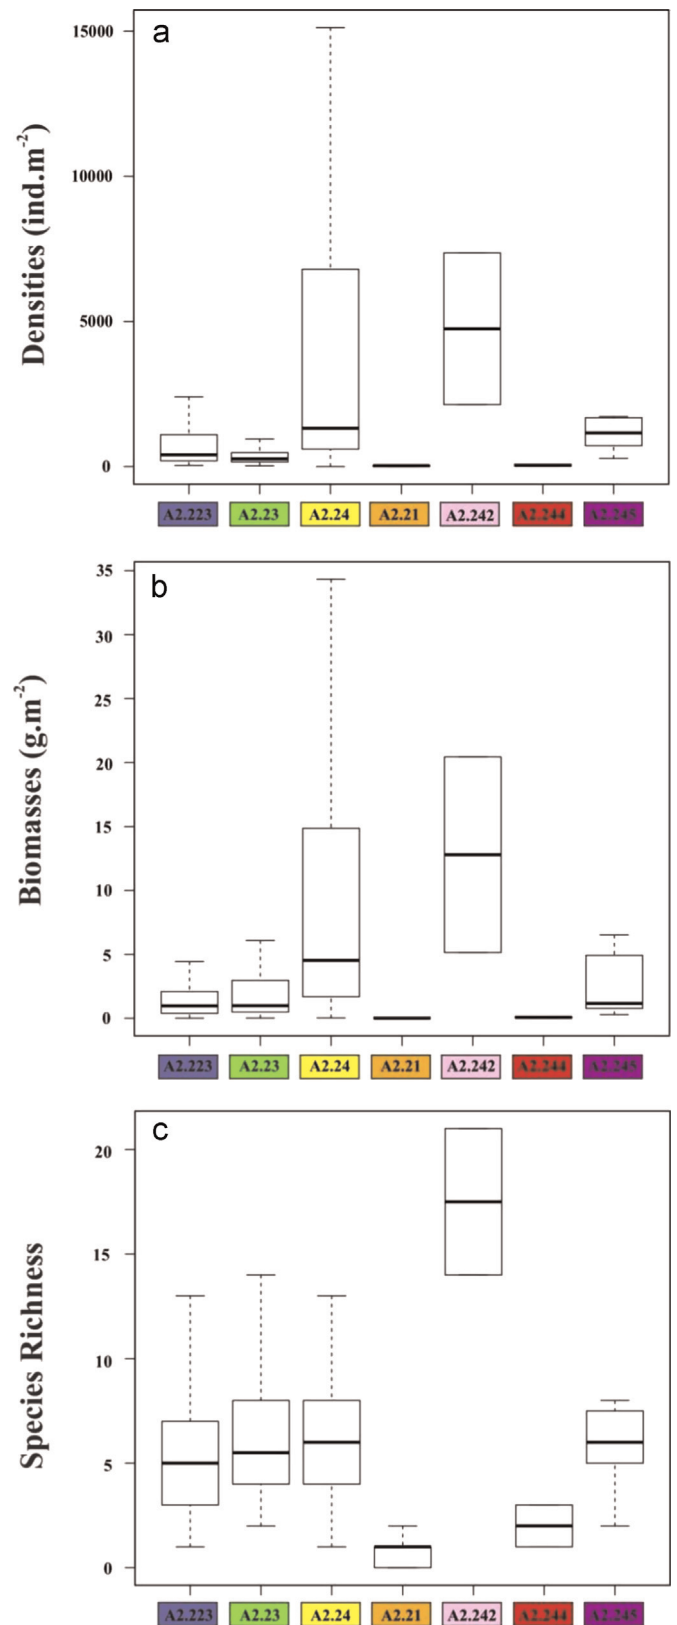 a
Densities (ind.m-2)
15000
10000
5000
0
A2.223 A2.23 A2.24 A2.21 A2.242 A2.244 A2.245
b
Biomasses (g.m-2)
35
30
25
20
15
10
5
0
A2.223 A2.23 A2.24 A2.21 A2.242 A2.244 A2.245
c
Species Richness
20
15
10
5
0
A2.223 A2.23 A2.24 A2.21 A2.242 A2.244 A2.245